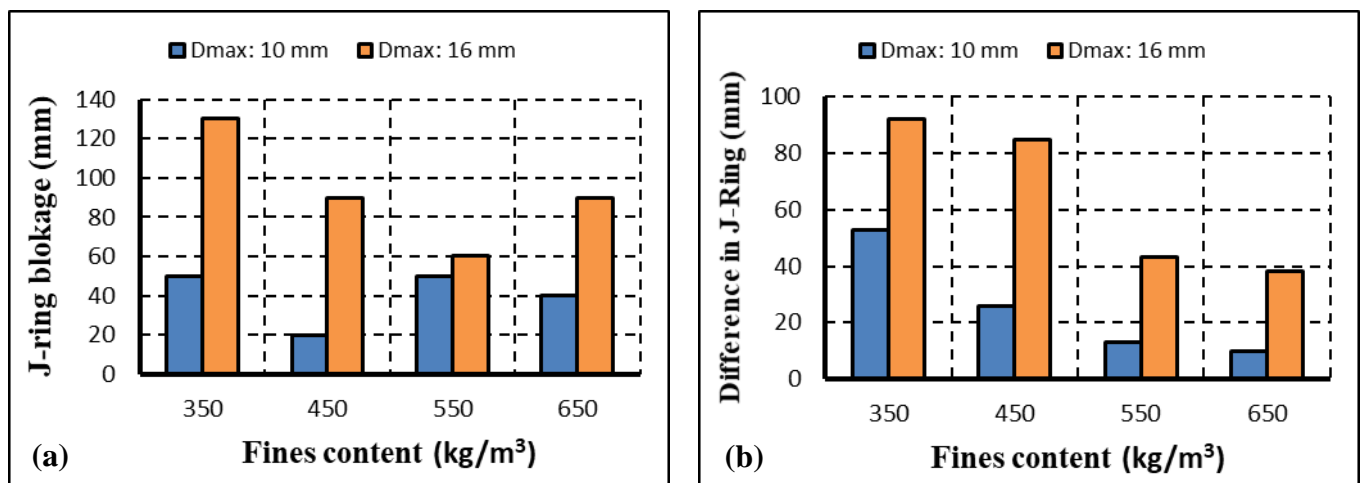 Dmax: 10 mm Dmax: 16 mm
J-ring blokage (mm)
140
120
100
80
60
40
20
0
350 450 550 650
Fines content (kg/m³)
(a)
Dmax: 10 mm Dmax: 16 mm
Difference in J-Ring (mm)
100
80
60
40
20
0
350 450 550 650
Fines content (kg/m³)
(b)